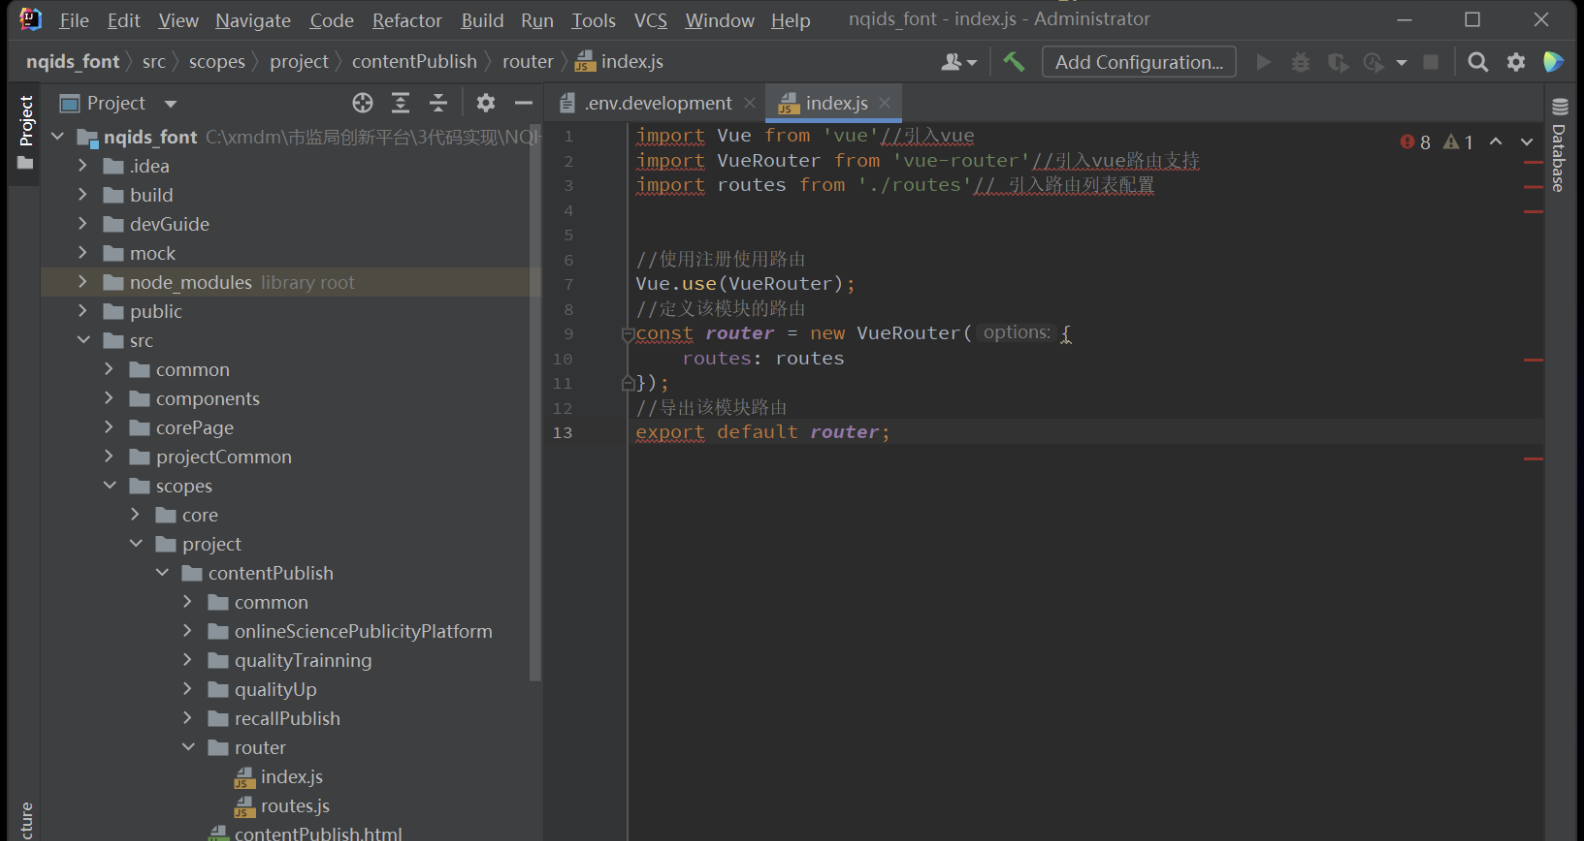 File Edit View Navigate Code Refactor Build Run Tools VCS Window Help nqids_font - index.js - Administrator
nqids_font src scopes project contentPublish router index.js Add Configuration...
Project
Project
.env.development index.js
nqids_font C:\xmdm\市监局创新平台\3代码实现\NQI
.idea
build
devGuide
mock
node_modules library root
public
src
common
components
corePage
projectCommon
scopes
core
project
contentPublish
common
onlineSciencePublicityPlatform
qualityTrainning
qualityUp
recallPublish
router
index.js
routes.js
contentPublish.html
cture
1 import Vue from 'vue'//引入vue
2 import VueRouter from 'vue-router'//引入vue路由支持
3 import routes from './routes'// 引入路由列表配置
4
5
6 //使用注册使用路由
7 Vue.use(VueRouter);
8 //定义该模块的路由
9 const router = new VueRouter( options: {
10 routes: routes
11 });
12 //导出该模块路由
13 export default router;
8 1
Database